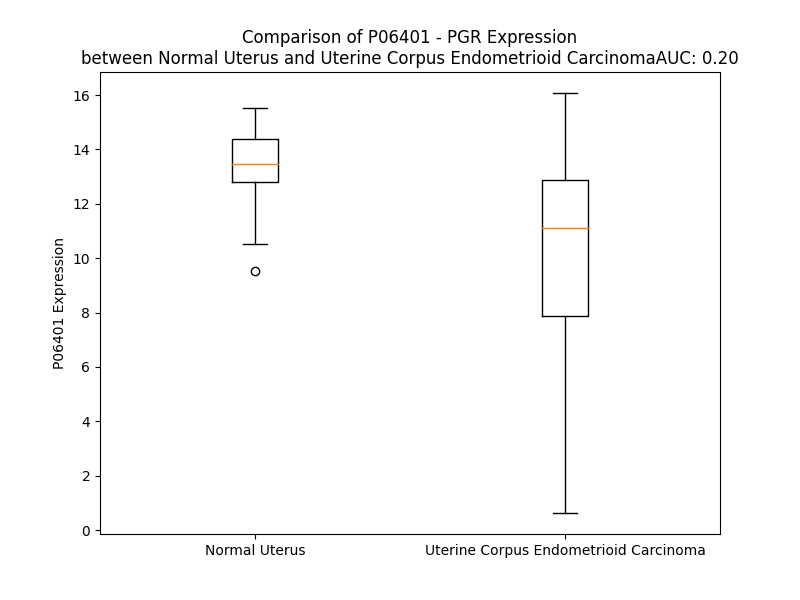 Comparison of P06401 - PGR Expression
between Normal Uterus and Uterine Corpus Endometrioid CarcinomaAUC: 0.20
16
14
12
10
8
6
4
2
0
P06401 Expression
Normal Uterus
Uterine Corpus Endometrioid Carcinoma